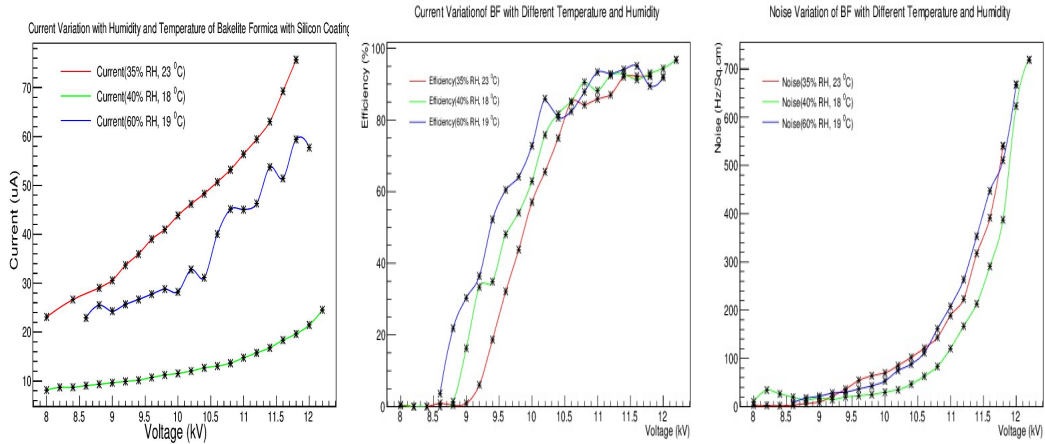 Current Variation with Humidity and Temperature of Bakelite Formica with Silicon Coating
Current (uA)
70
60
50
40
30
20
10
Current(35% RH, 23 ⁰C)
Current(40% RH, 18 ⁰C)
Current(60% RH, 19 ⁰C)
8 8.5 9 9.5 10 10.5 11 11.5 12
Voltage (kV)
Current Variationof BF with Different Temperature and Humidity
Efficiency (%)
100
80
60
40
20
0
Efficiency(35% RH, 23 ⁰C)
Efficiency(40% RH, 18 ⁰C)
Efficiency(60% RH, 19 ⁰C)
8 8.5 9 9.5 10 10.5 11 11.5 12
Voltage (kV)
Noise Variation of BF with Different Temperature and Humidity
Noise (Hz/Sq.cm)
700
600
500
400
300
200
100
0
Noise(35% RH, 23 ⁰C)
Noise(40% RH, 18 ⁰C)
Noise(60% RH, 19 ⁰C)
8 8.5 9 9.5 10 10.5 11 11.5 12
Voltage (kV)